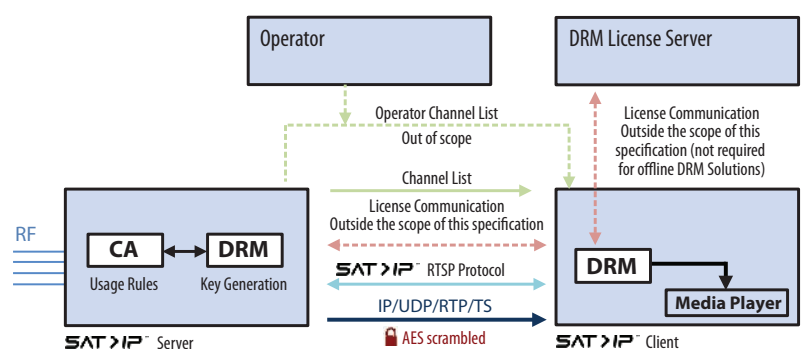 Operator
DRM License Server
Operator Channel List
Out of scope
License Communication
Outside the scope of this
specification (not required
for offline DRM Solutions)
Channel List
License Communication
Outside the scope of this specification
RF
CA
DRM
Usage Rules
Key Generation
SAT>IP™ RTSP Protocol
IP/UDP/RTP/TS
AES scrambled
DRM
Media Player
SAT>IP™ Server
SAT>IP™ Client